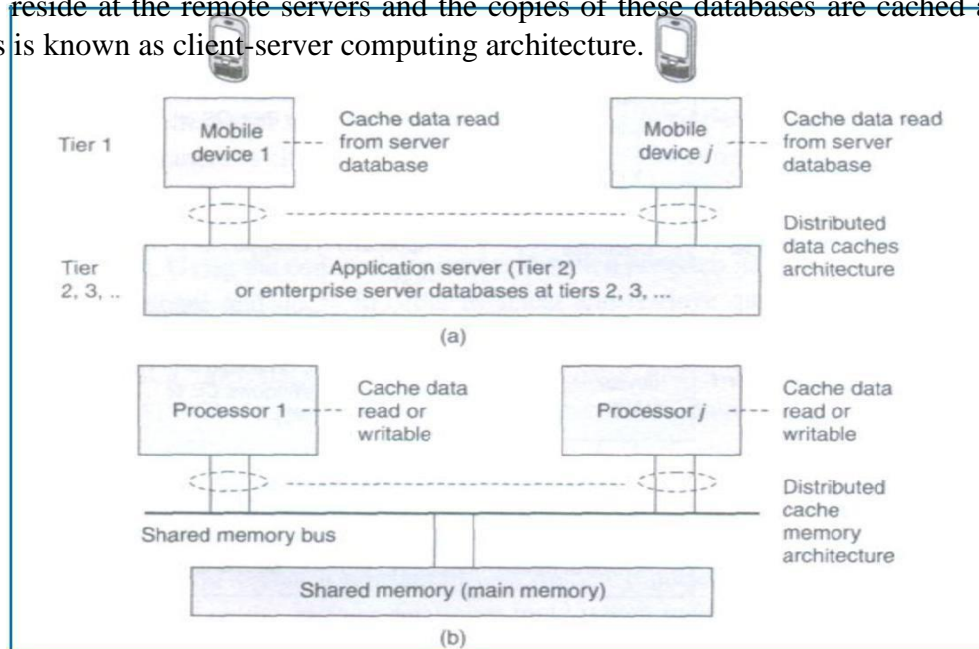 reside at the remote servers and the copies of these databases are cached a
s is known as client-server computing architecture.
Tier 1
Mobile
device 1
Cache data read
from server
database
Mobile
device j
Cache data read
from server
database
Distributed
data caches
architecture
Tier
2, 3, ..
Application server (Tier 2)
or enterprise server databases at tiers 2, 3, ...
(a)
Processor 1
Cache data
read or
writable
Processor j
Cache data
read or
writable
Distributed
cache
memory
architecture
Shared memory bus
Shared memory (main memory)
(b)